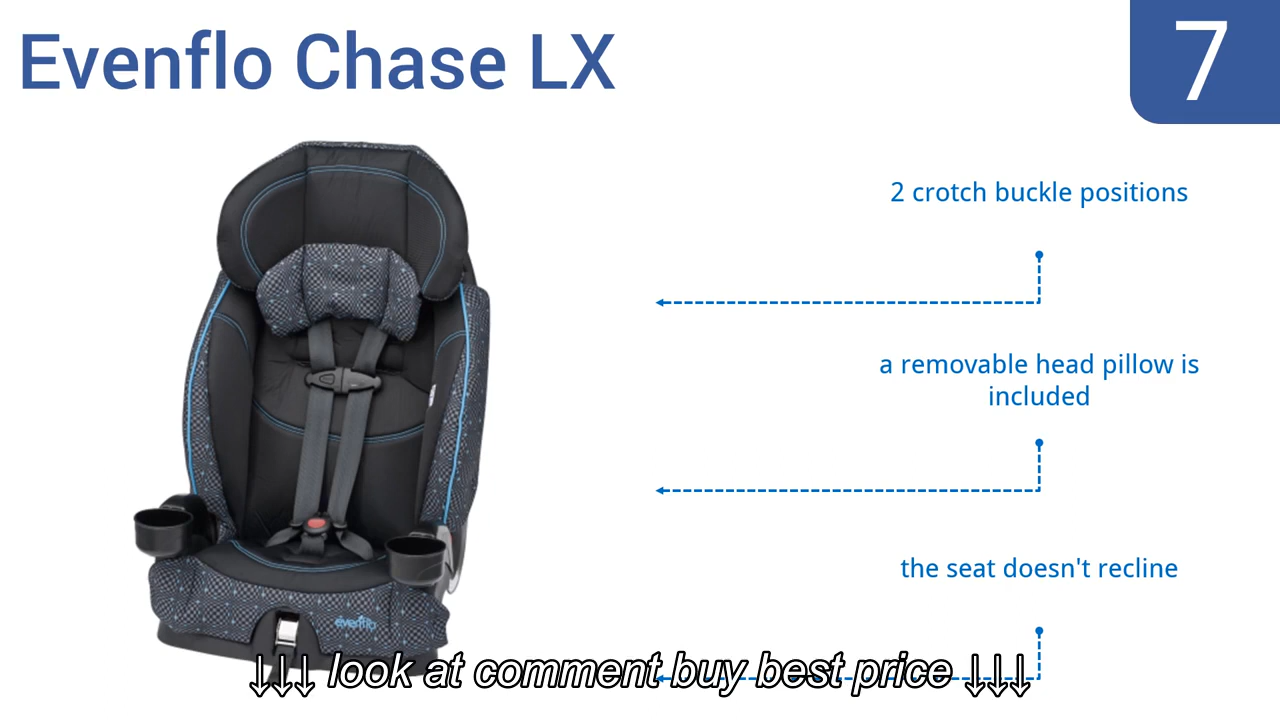 Evenflo Chase LX
7
2 crotch buckle positions
a removable head pillow is
included
the seat doesn't recline
evenflo
↓↓↓ look at comment buy best price ↓↓↓